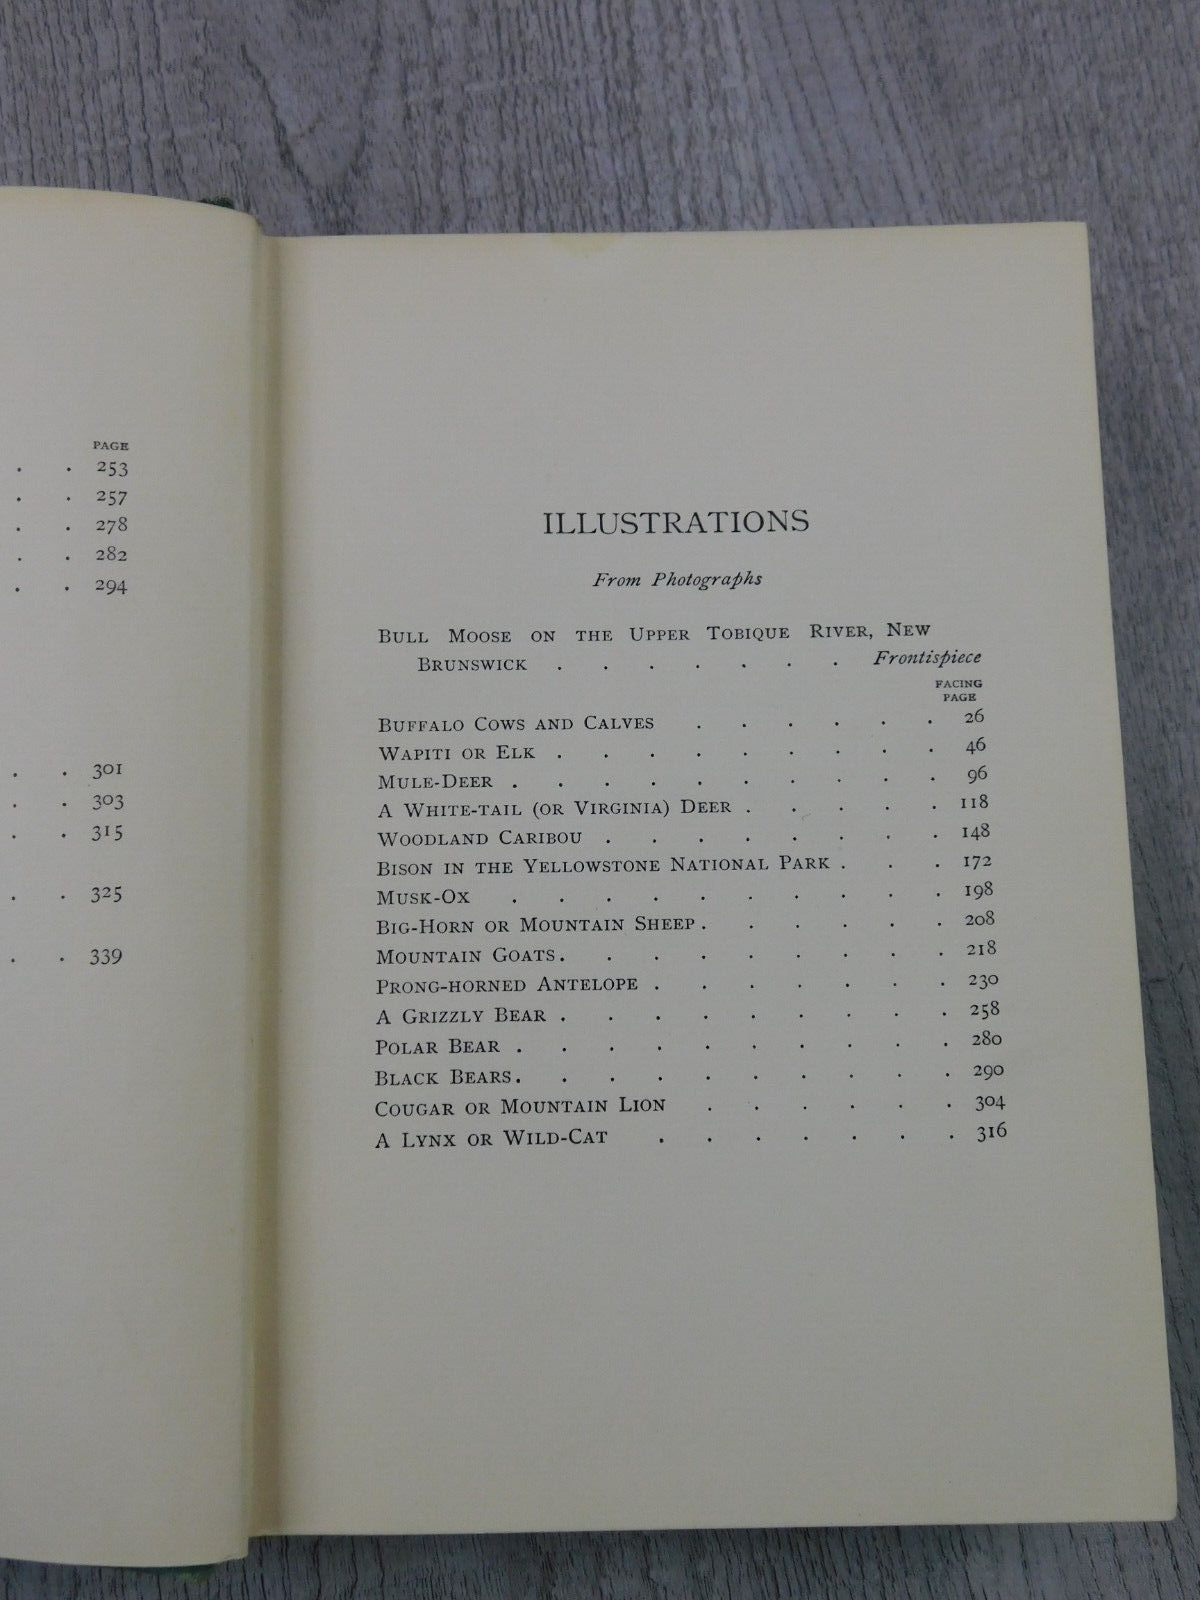 PAGE
. . 253
. . 257
. . 278
. . 282
. . 294
. . 301
. . 303
. . 315
. . 325
. . 339
ILLUSTRATIONS
From Photographs
BULL MOOSE ON THE UPPER TOBIQUE RIVER, NEW
BRUNSWICK . . . . . . . Frontispiece
FACING
PAGE
BUFFALO COWS AND CALVES . . . . . . 26
WAPITI OR ELK . . . . . . . . . 46
MULE-DEER . . . . . . . . . . 96
A WHITE-TAIL (OR VIRGINIA) DEER . . . . . 118
WOODLAND CARIBOU . . . . . . . . 148
BISON IN THE YELLOWSTONE NATIONAL PARK . . . 172
MUSK-OX . . . . . . . . . . 198
BIG-HORN OR MOUNTAIN SHEEP . . . . . . 208
MOUNTAIN GOATS . . . . . . . . . 218
PRONG-HORNED ANTELOPE . . . . . . . 230
A GRIZZLY BEAR . . . . . . . . . 258
POLAR BEAR . . . . . . . . . . 280
BLACK BEARS . . . . . . . . . . 290
COUGAR OR MOUNTAIN LION . . . . . . 304
A LYNX OR WILD-CAT . . . . . . . 316